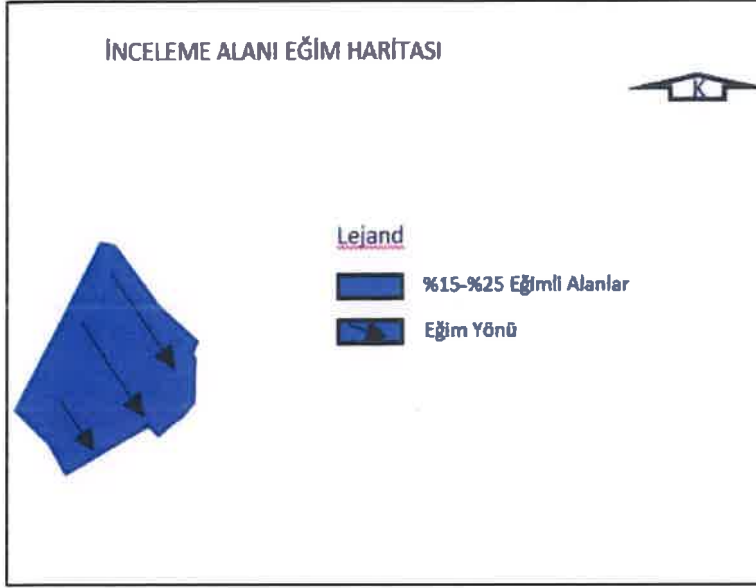 İNCELEME ALANI EĞİM HARİTASI
K
Lejand
%15-%25 Eğimli Alanlar
Eğim Yönü